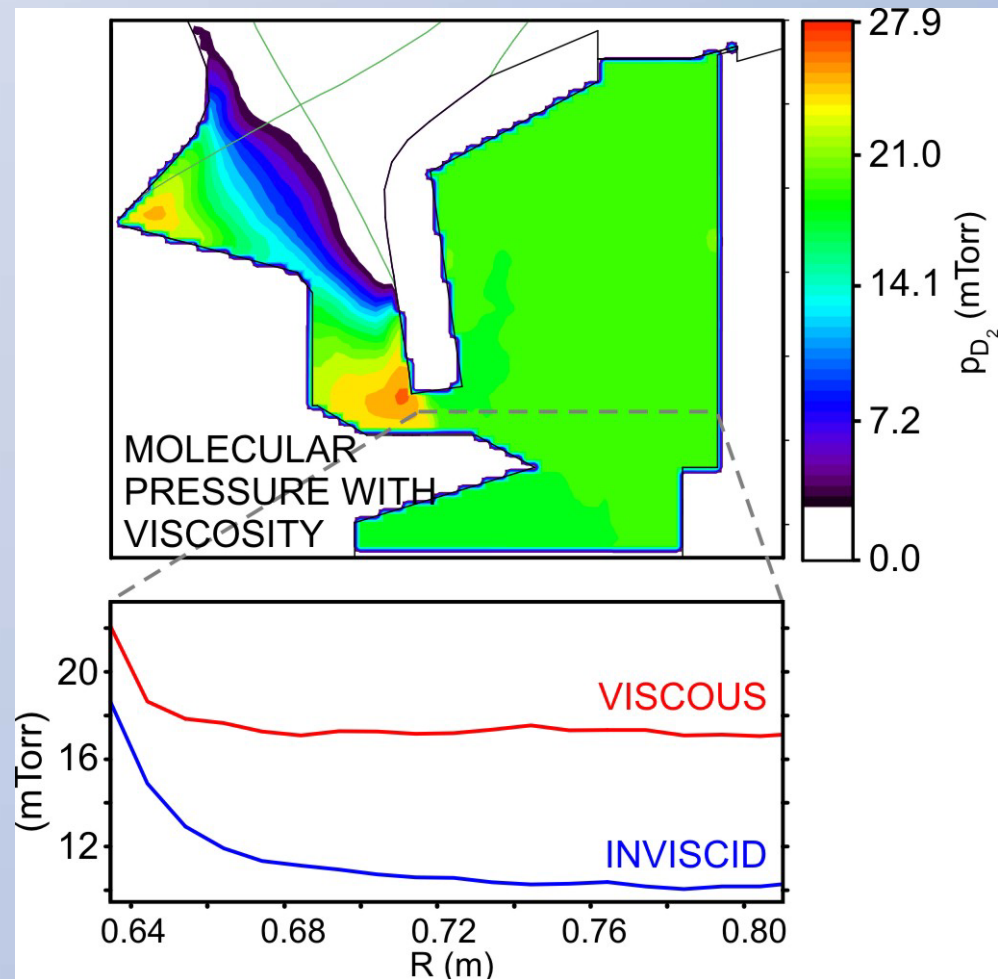 27.9
21.0
14.1
7.2
0.0
p_D₂ (mTorr)
MOLECULAR
PRESSURE WITH
VISCOSITY
20
16
12
(mTorr)
VISCOUS
INVISCID
0.64 0.68 0.72 0.76 0.80
R (m)